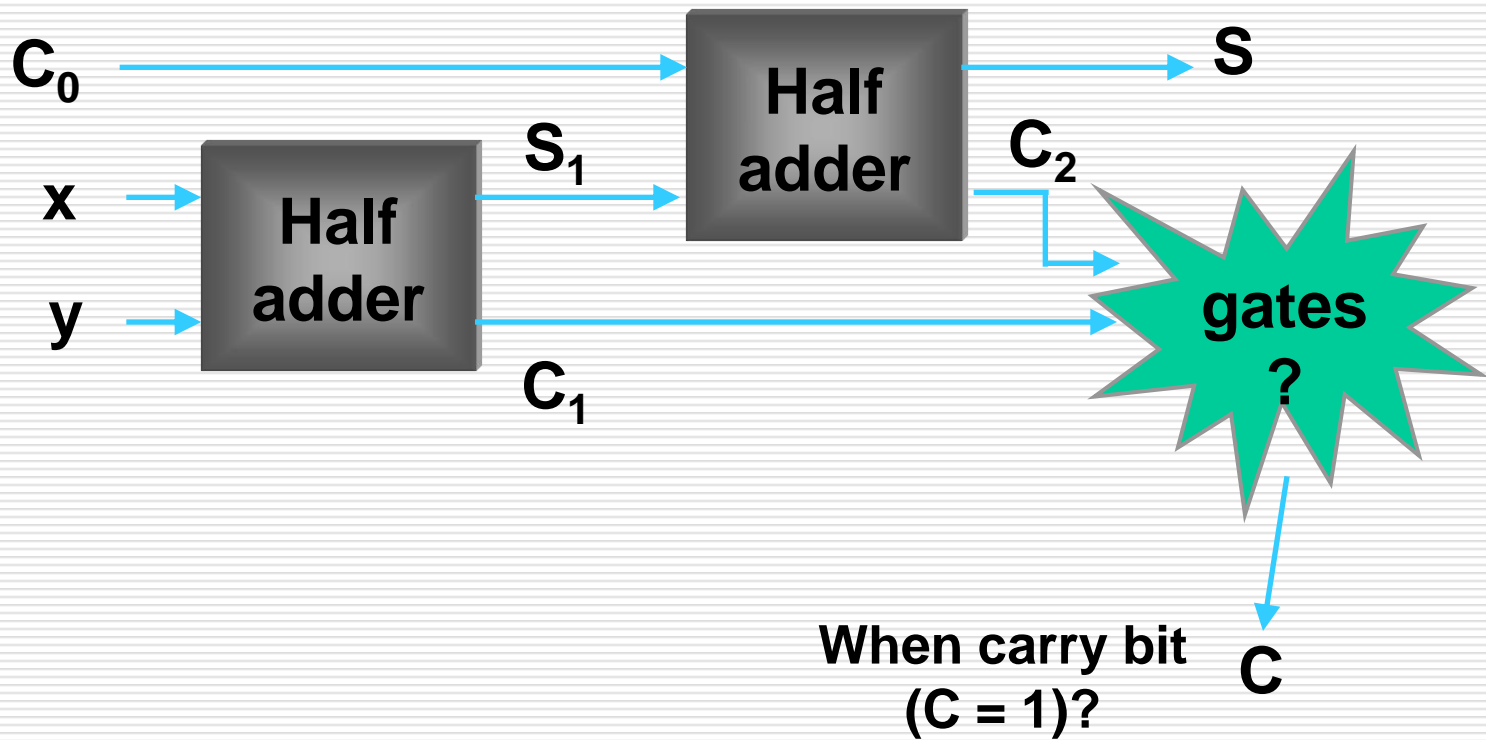 C₀
Half
adder
S
S₁
C₂
x
Half
adder
y
gates
?
C₁
When carry bit
(C = 1)?
C